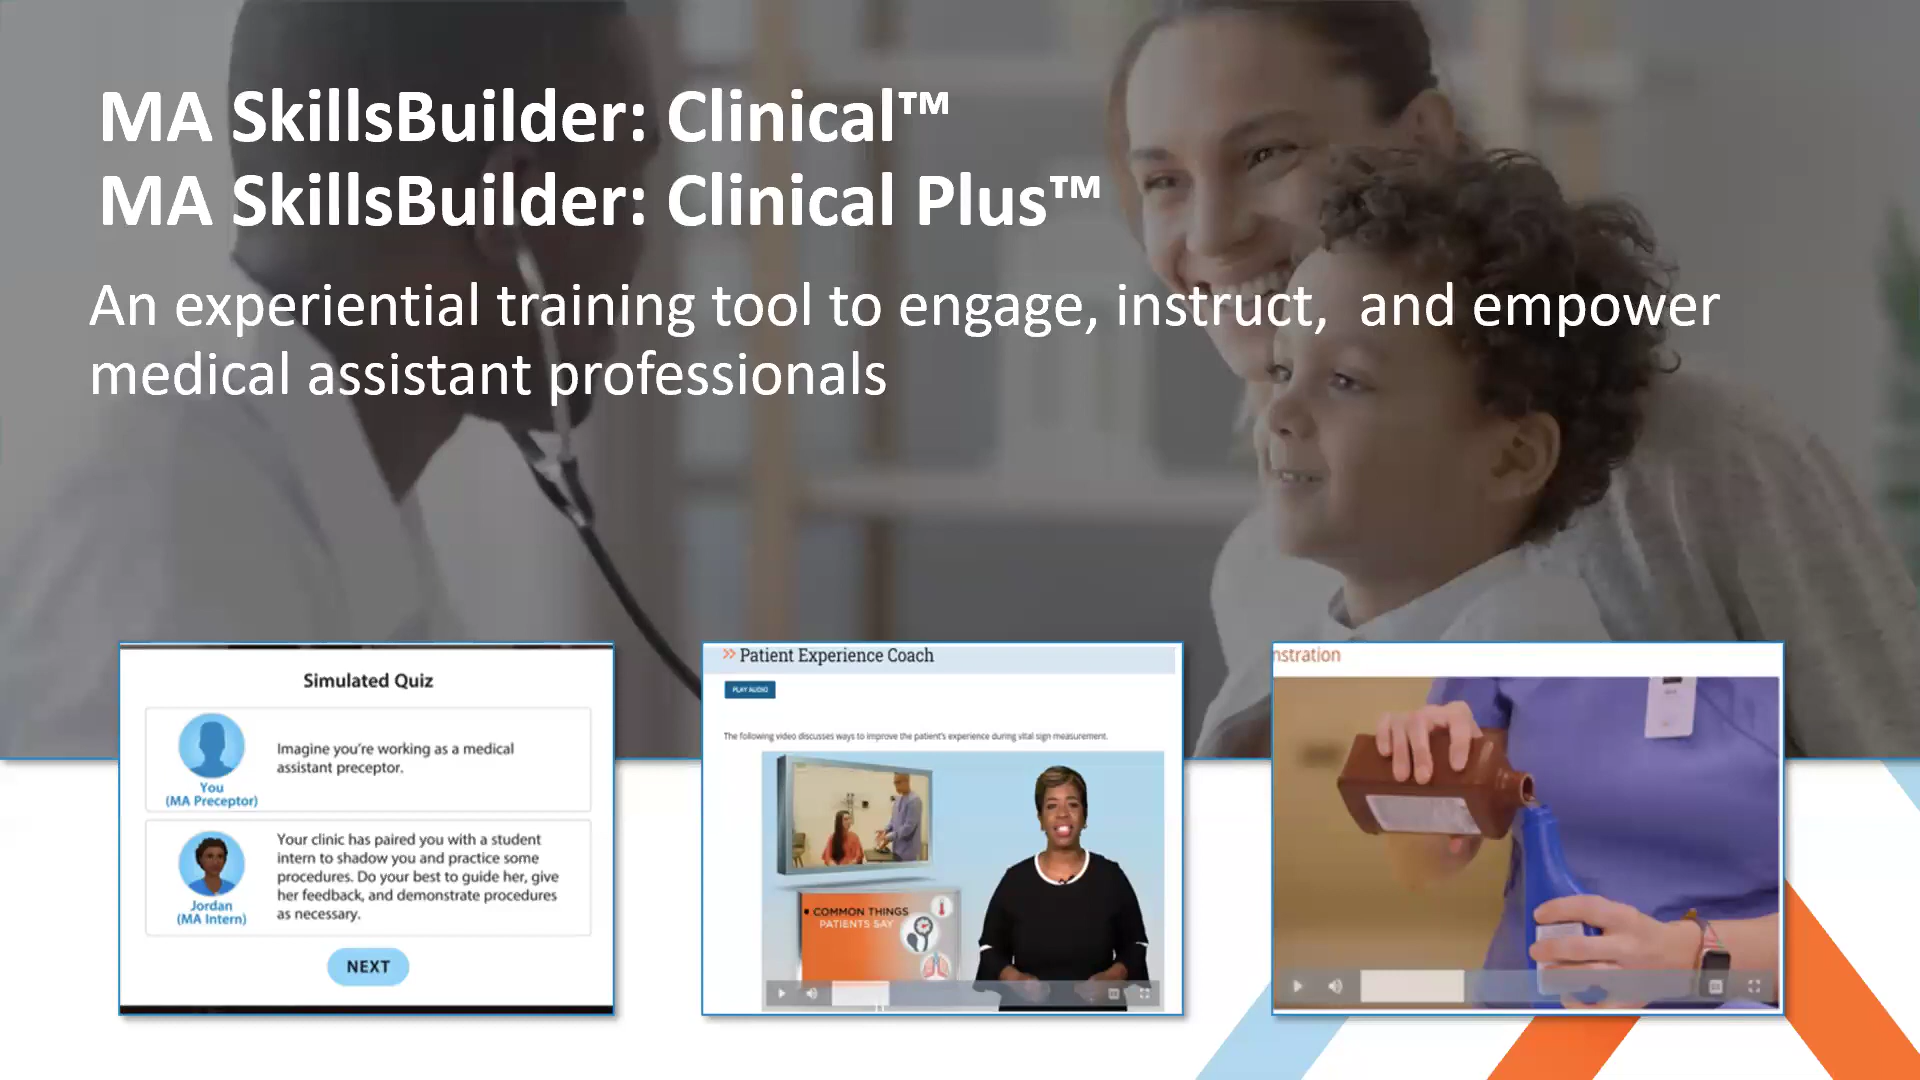 MA SkillsBuilder: Clinical™
MA SkillsBuilder: Clinical Plus™
An experiential training tool to engage, instruct,  and empower
medical assistant professionals
Simulated Quiz
You
(MA Preceptor)
Imagine you're working as a medical
assistant preceptor.
Jordan
(MA Intern)
Your clinic has paired you with a student
intern to shadow you and practice some
procedures. Do your best to guide her, give
her feedback, and demonstrate procedures
as necessary.
NEXT
>> Patient Experience Coach
PLAY AUDIO
The following video discusses ways to improve the patient's experience during vital sign measurement.
• COMMON THINGS
PATIENTS SAY
nstration